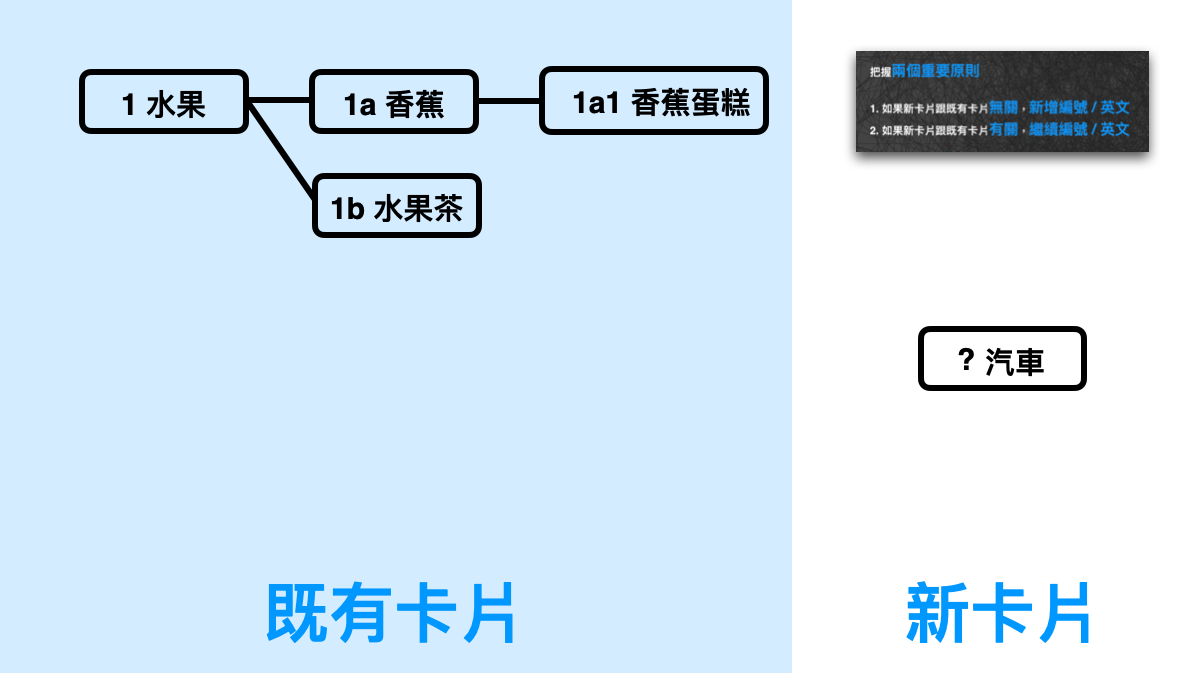 1 水果
1a 香蕉
1a1 香蕉蛋糕
1b 水果茶
既有卡片
把握兩個重要原則
1. 如果新卡片跟既有卡片無關，新增編號 / 英文
2. 如果新卡片跟既有卡片有關，繼續編號 / 英文
? 汽車
新卡片